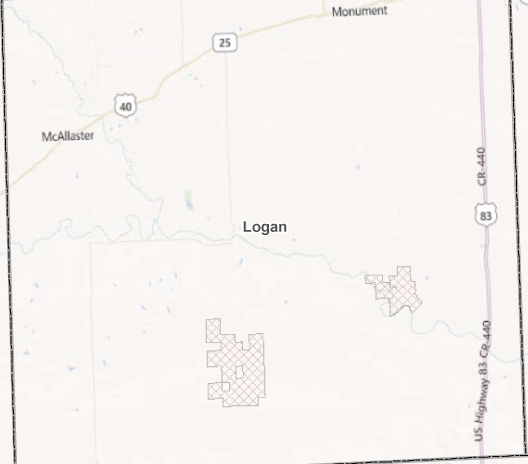 Monument
25
40
McAllaster
CR-440
83
Logan
US Highway 83 CR-440